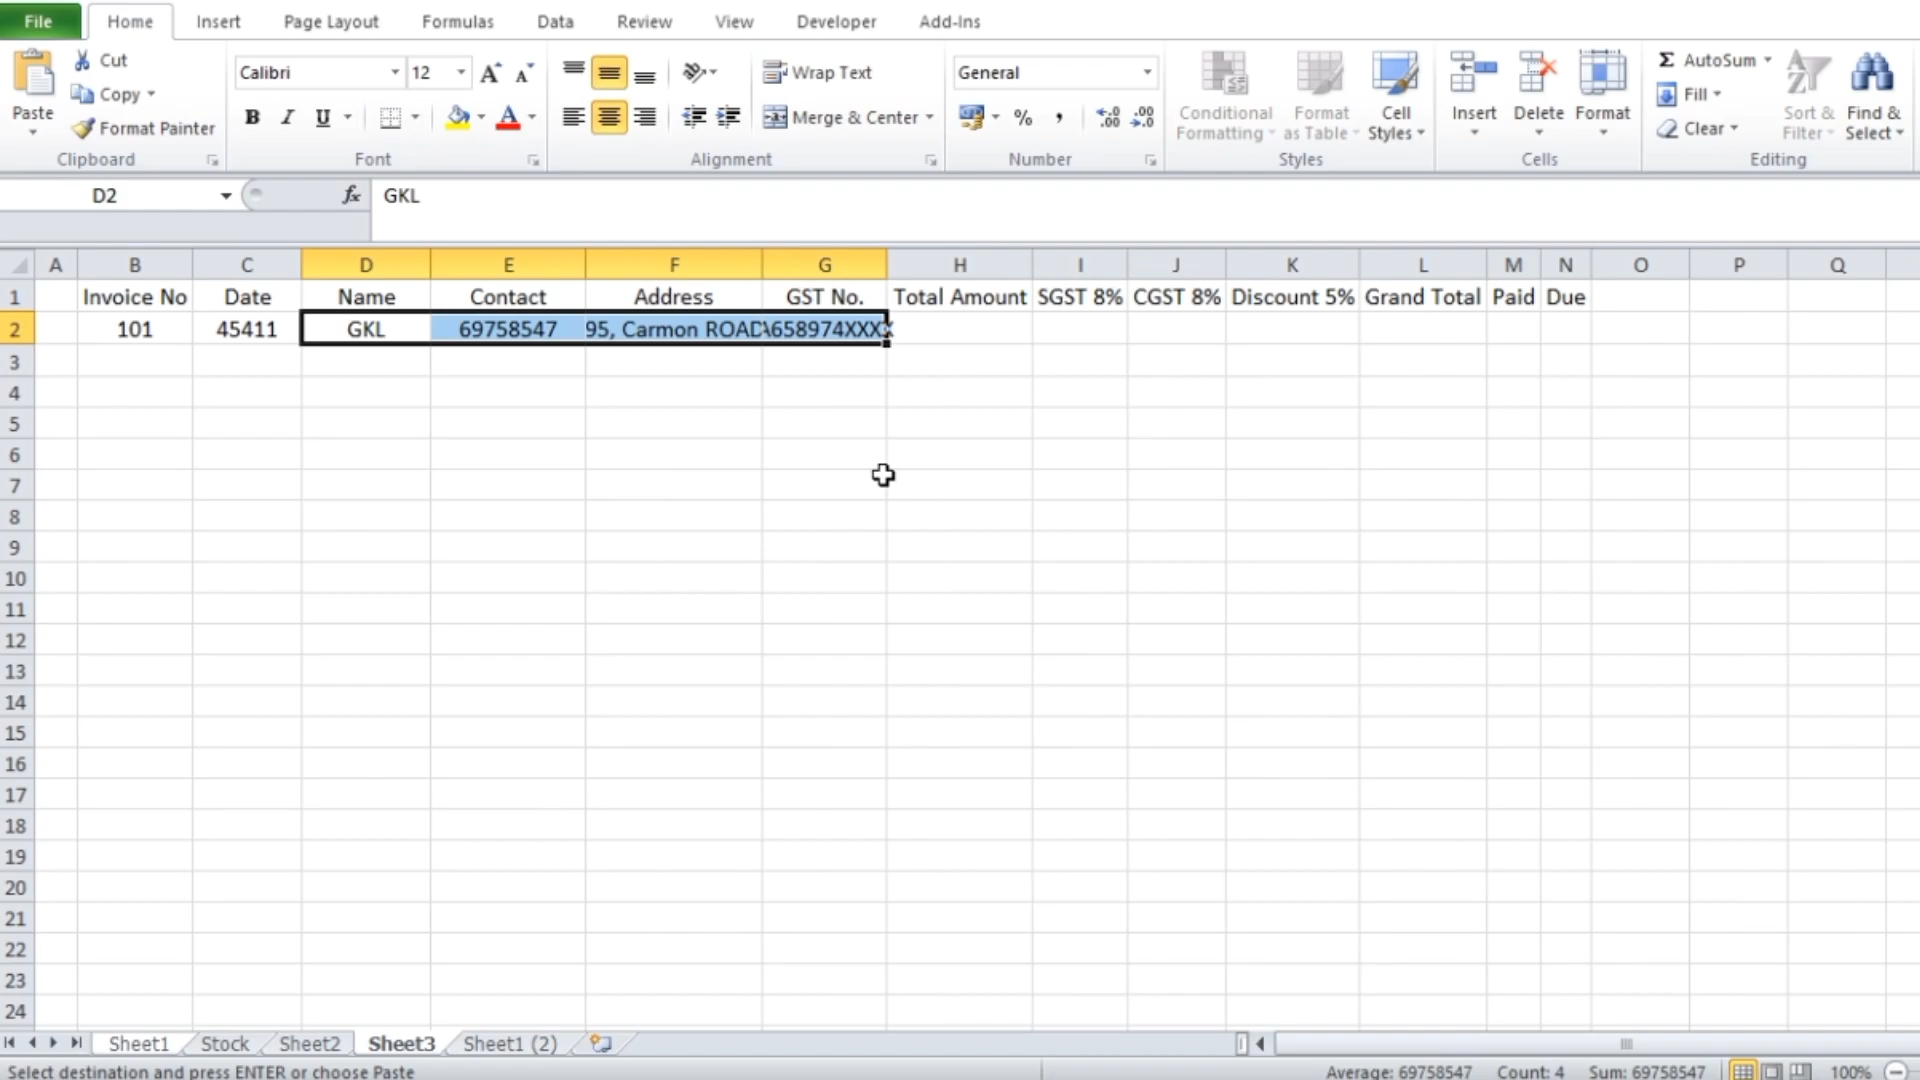 File Home Insert Page Layout Formulas Data Review View Developer Add-Ins
Cut
Copy
Format Painter
Paste
Clipboard
Calibri 12
B I U
Font
Wrap Text
Merge & Center
Alignment
General
%
Number
Conditional Formatting
Format as Table
Cell Styles
Styles
Insert Delete Format
Cells
AutoSum
Fill
Clear
Sort & Filter
Find & Select
Editing
D2 fx GKL
A B C D E F G H I J K L M N O P Q
1 Invoice No Date Name Contact Address GST No. Total Amount SGST 8% CGST 8% Discount 5% Grand Total Paid Due
2 101 45411 GKL 69758547 95, Carmon ROAD A658974XXXX
3
4
5
6
7
8
9
10
11
12
13
14
15
16
17
18
19
20
21
22
23
24
Sheet1 Stock Sheet2 Sheet3 Sheet1 (2)
Select destination and press ENTER or choose Paste Average: 69758547 Count: 4 Sum: 69758547 100%